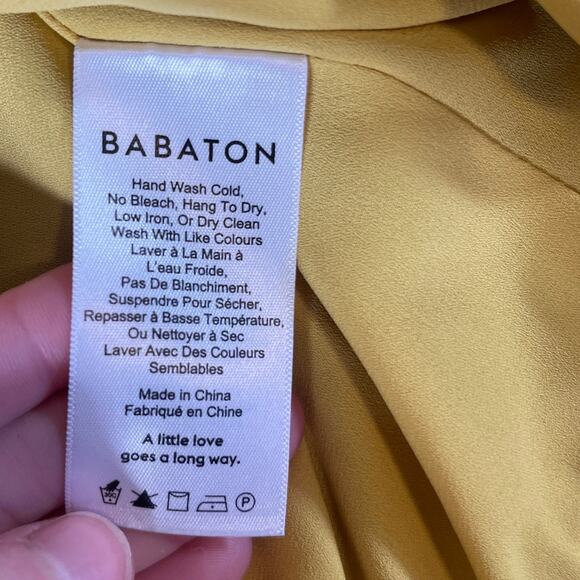 BABATON
Hand Wash Cold,
No Bleach, Hang To Dry,
Low Iron, Or Dry Clean
Wash With Like Colours
Laver à La Main à
L'eau Froide,
Pas De Blanchiment,
Suspendre Pour Sécher,
Repasser à Basse Température,
Ou Nettoyer à Sec
Laver Avec Des Couleurs
Semblables
Made in China
Fabriqué en Chine
A little love
goes a long way.
P